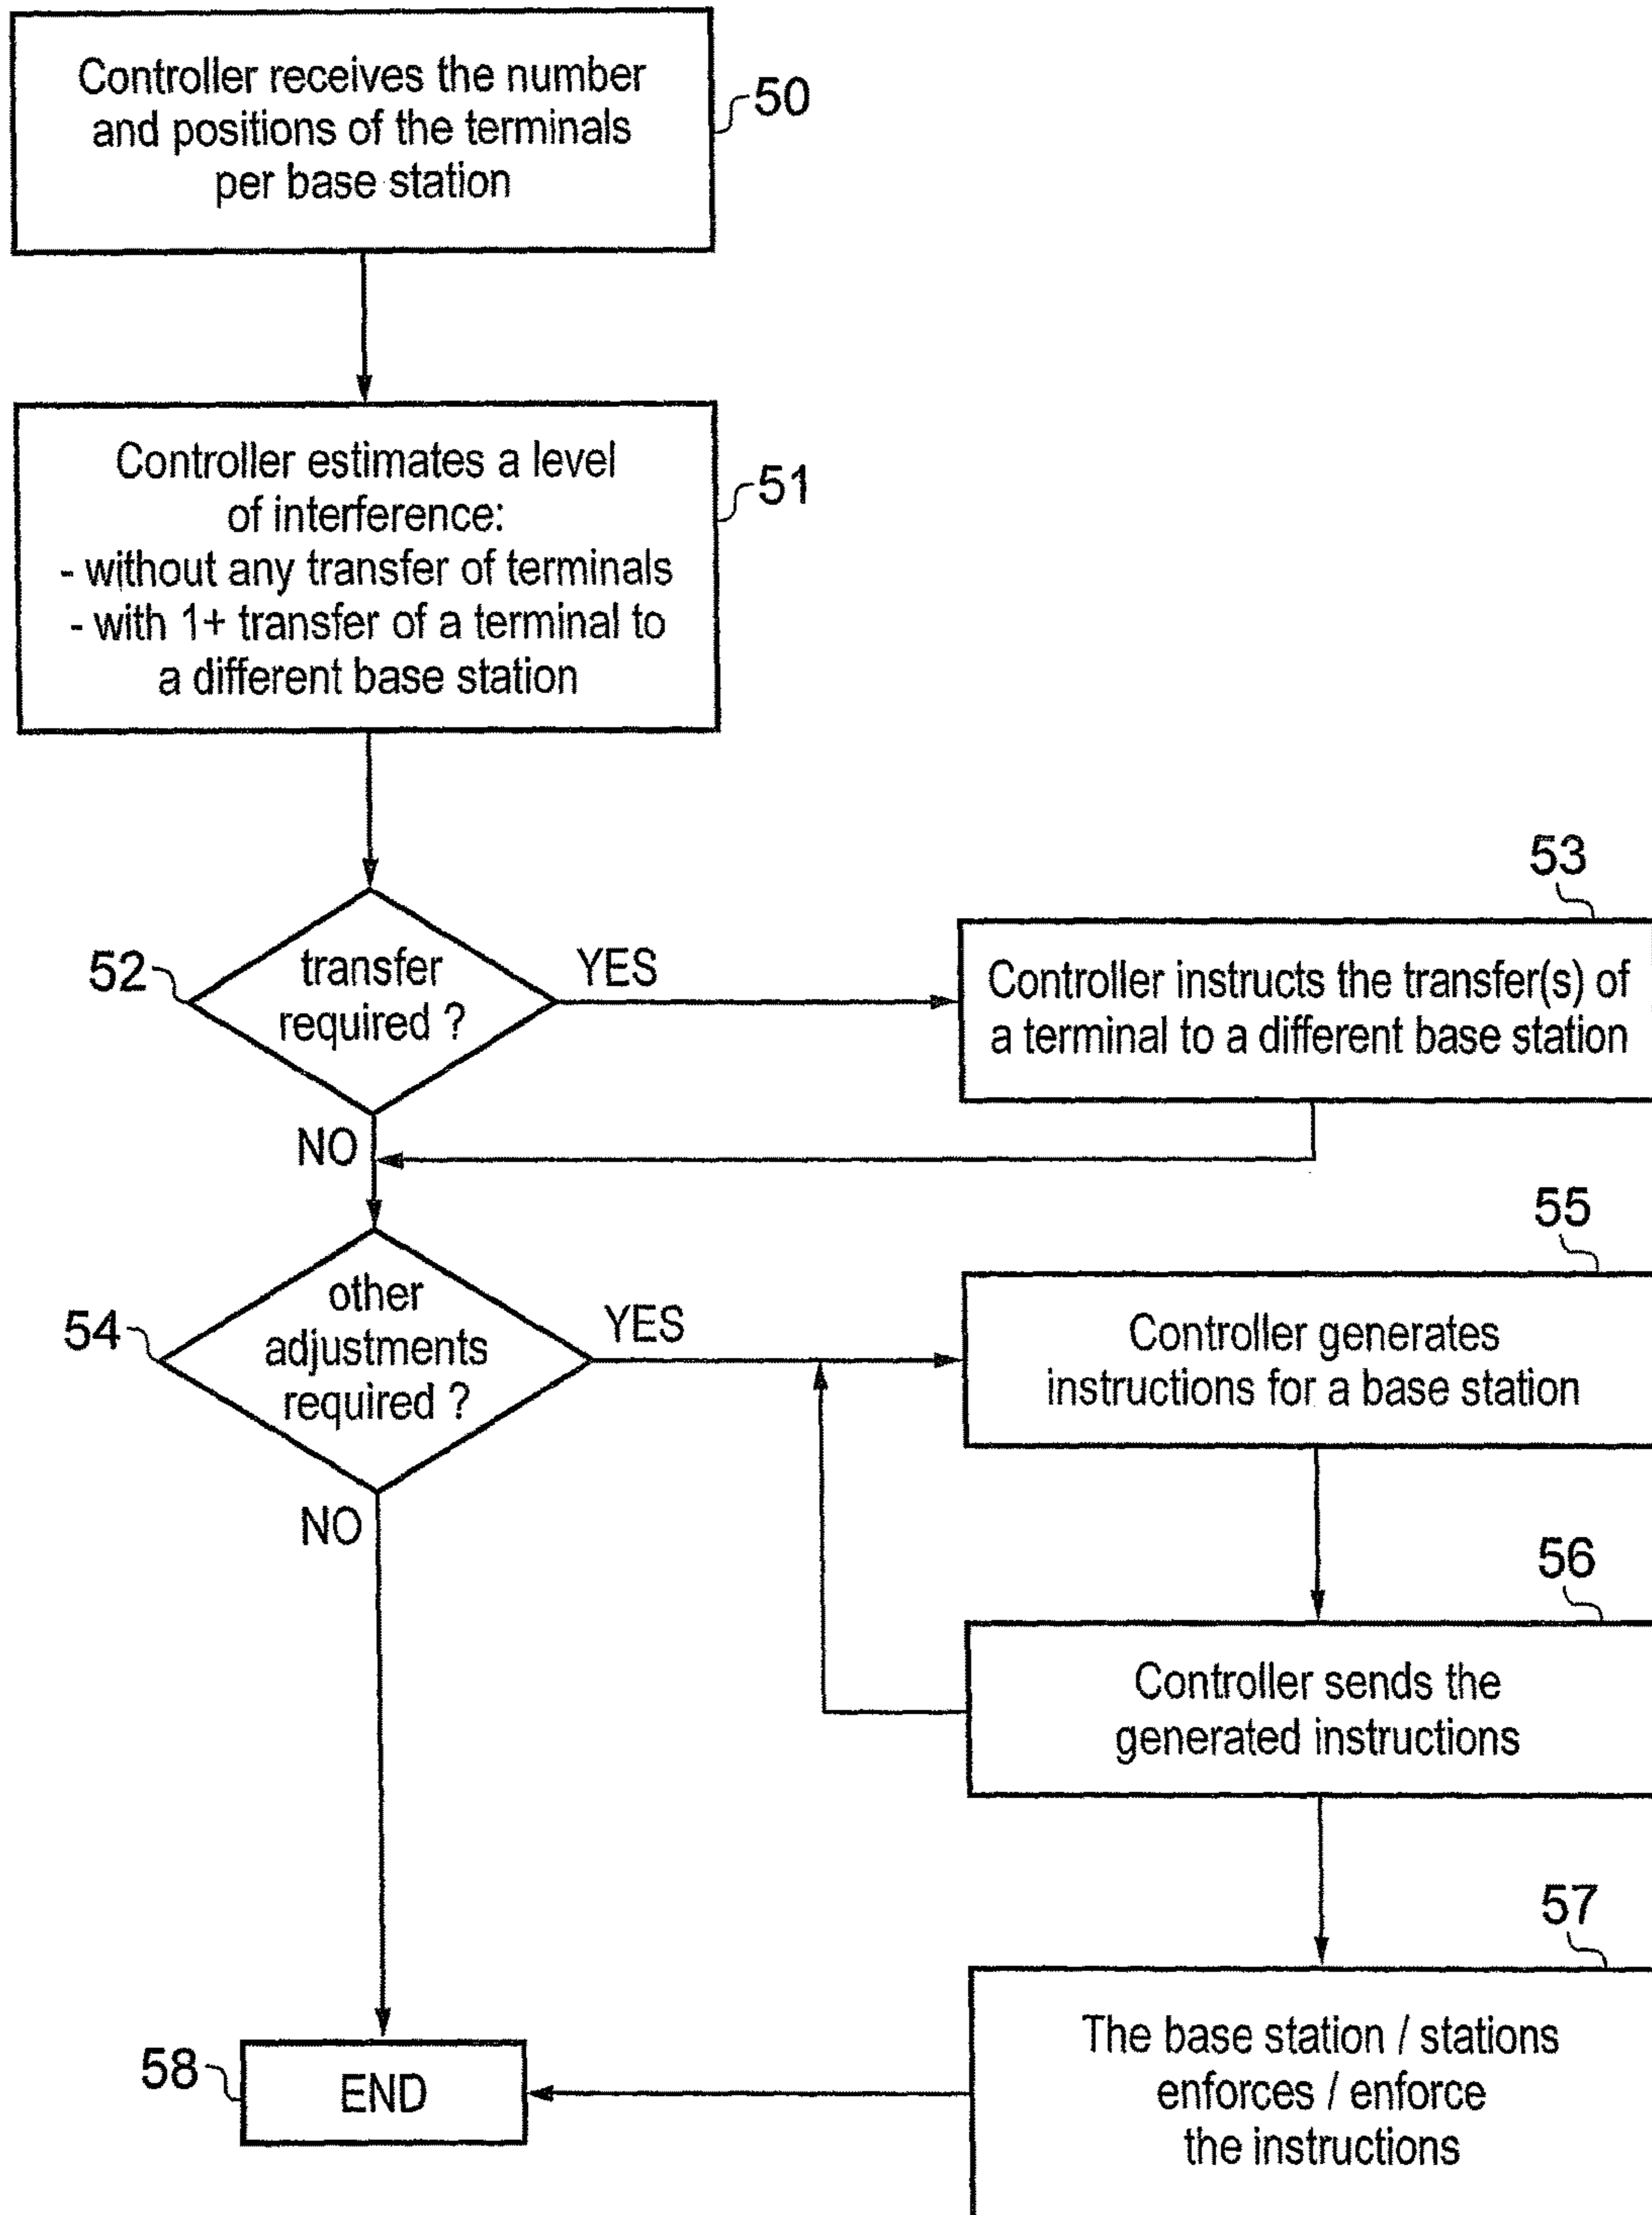 Controller receives the number
and positions of the terminals
per base station
50
Controller estimates a level
of interference:
- without any transfer of terminals
- with 1+ transfer of a terminal to
a different base station
51
52
transfer
required ?
YES
53
Controller instructs the transfer(s) of
a terminal to a different base station
NO
54
other
adjustments
required ?
YES
55
Controller generates
instructions for a base station
NO
56
Controller sends the
generated instructions
57
The base station / stations
enforces / enforce
the instructions
58
END